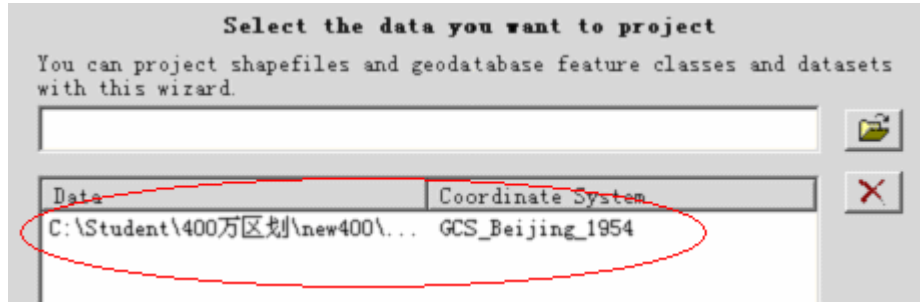 Select the data you want to project
You can project shapefiles and geodatabase feature classes and datasets
with this wizard.
Data Coordinate System
C:\Student\400万区划\new400\... GCS_Beijing_1954